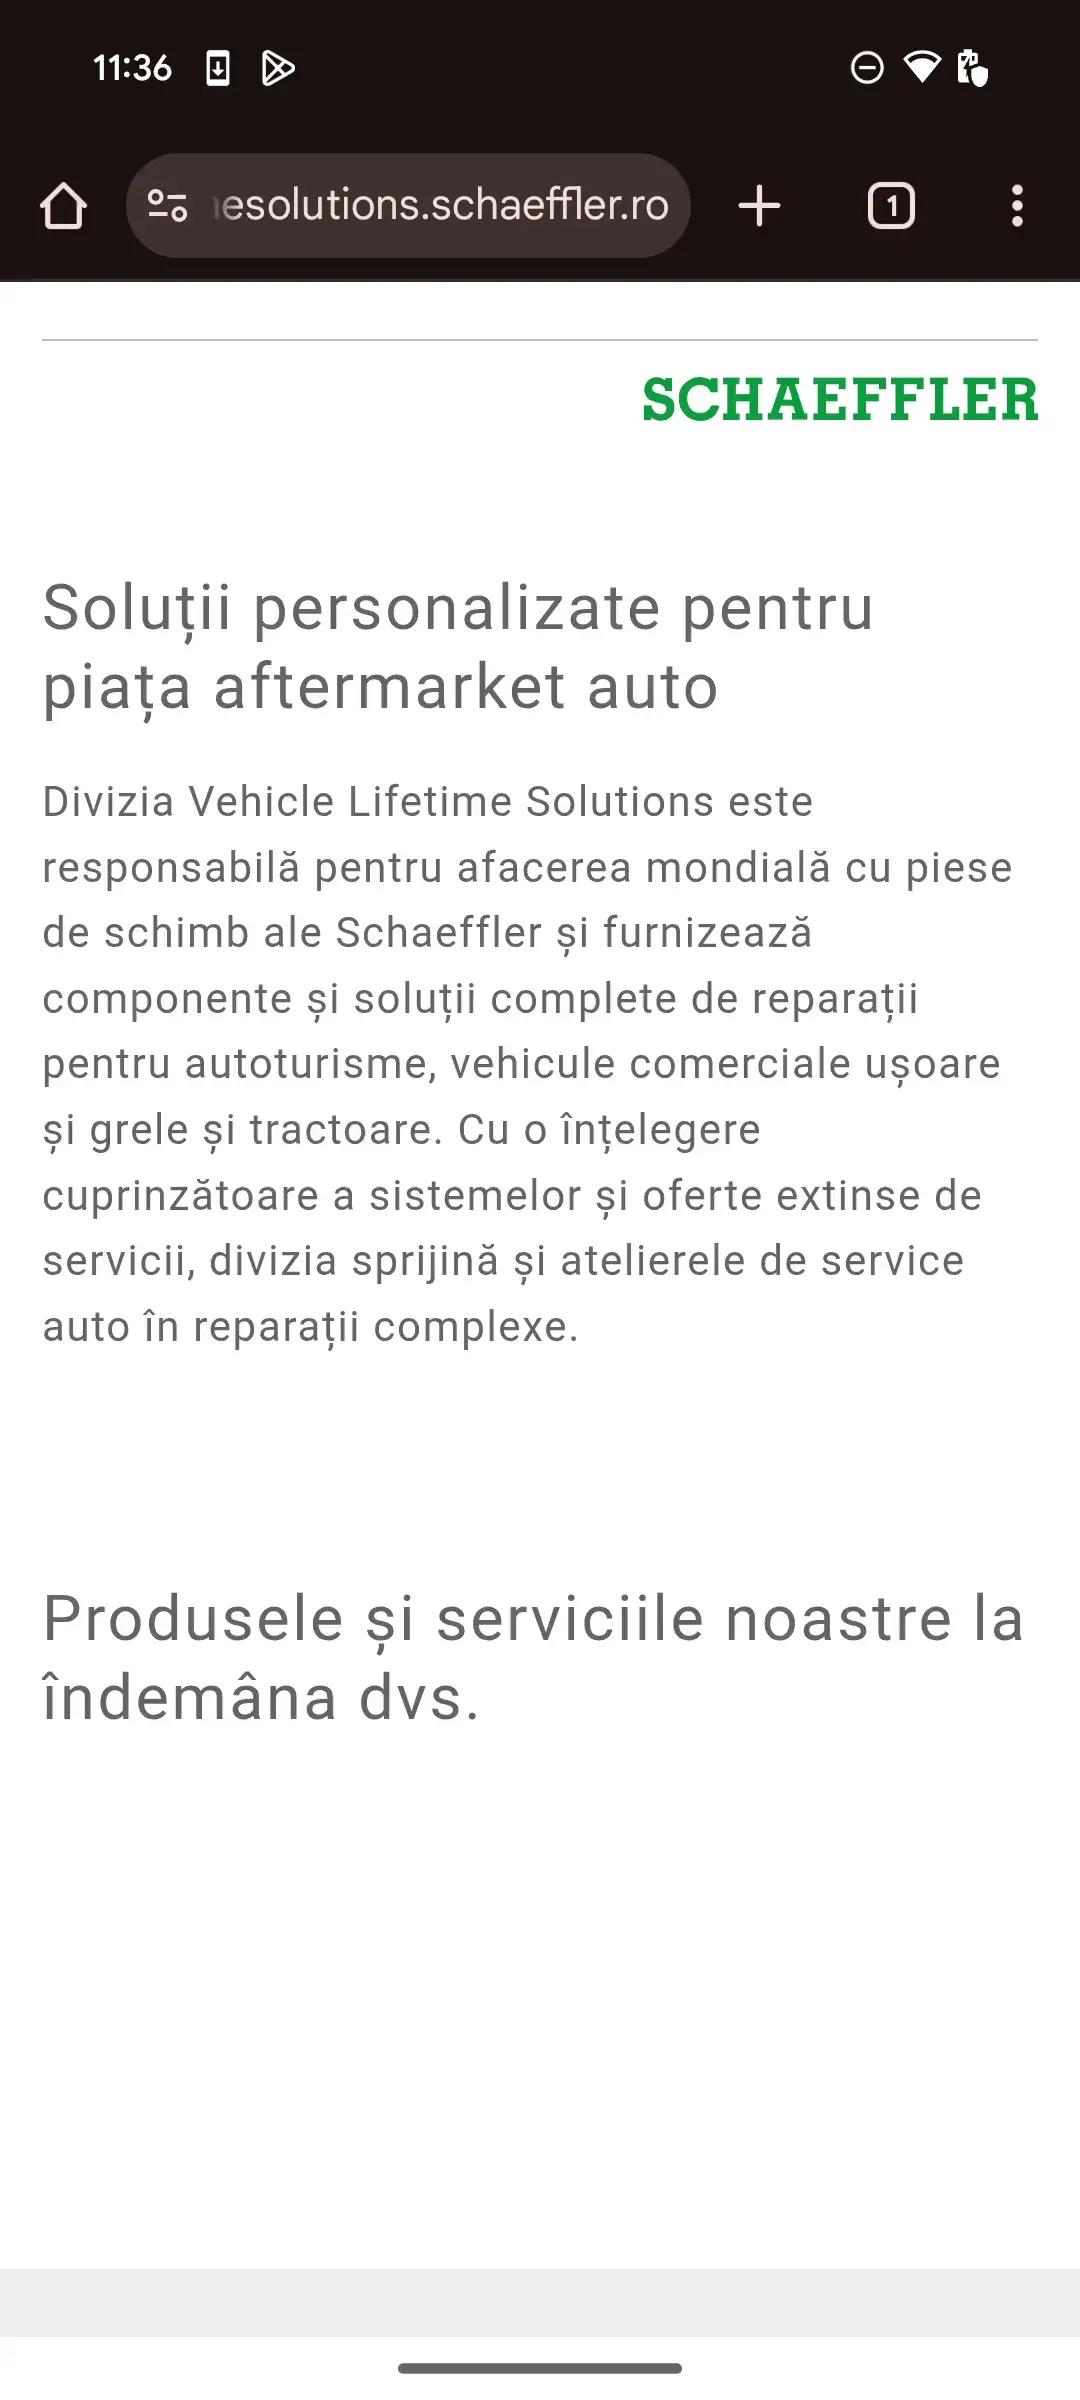 11:36
esolutions.schaeffler.ro
1
SCHAEFFLER
Soluții personalizate pentru
piața aftermarket auto
Divizia Vehicle Lifetime Solutions este
responsabilă pentru afacerea mondială cu piese
de schimb ale Schaeffler și furnizează
componente și soluții complete de reparații
pentru autoturisme, vehicule comerciale ușoare
și grele și tractoare. Cu o înțelegere
cuprinzătoare a sistemelor și oferte extinse de
servicii, divizia sprijină și atelierele de service
auto în reparații complexe.
Produsele și serviciile noastre la
îndemâna dvs.